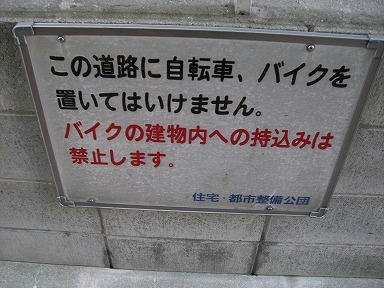 この道路に自転車、バイクを
置いてはいけません。
バイクの建物内への持込みは
禁止します。
住宅・都市整備公団